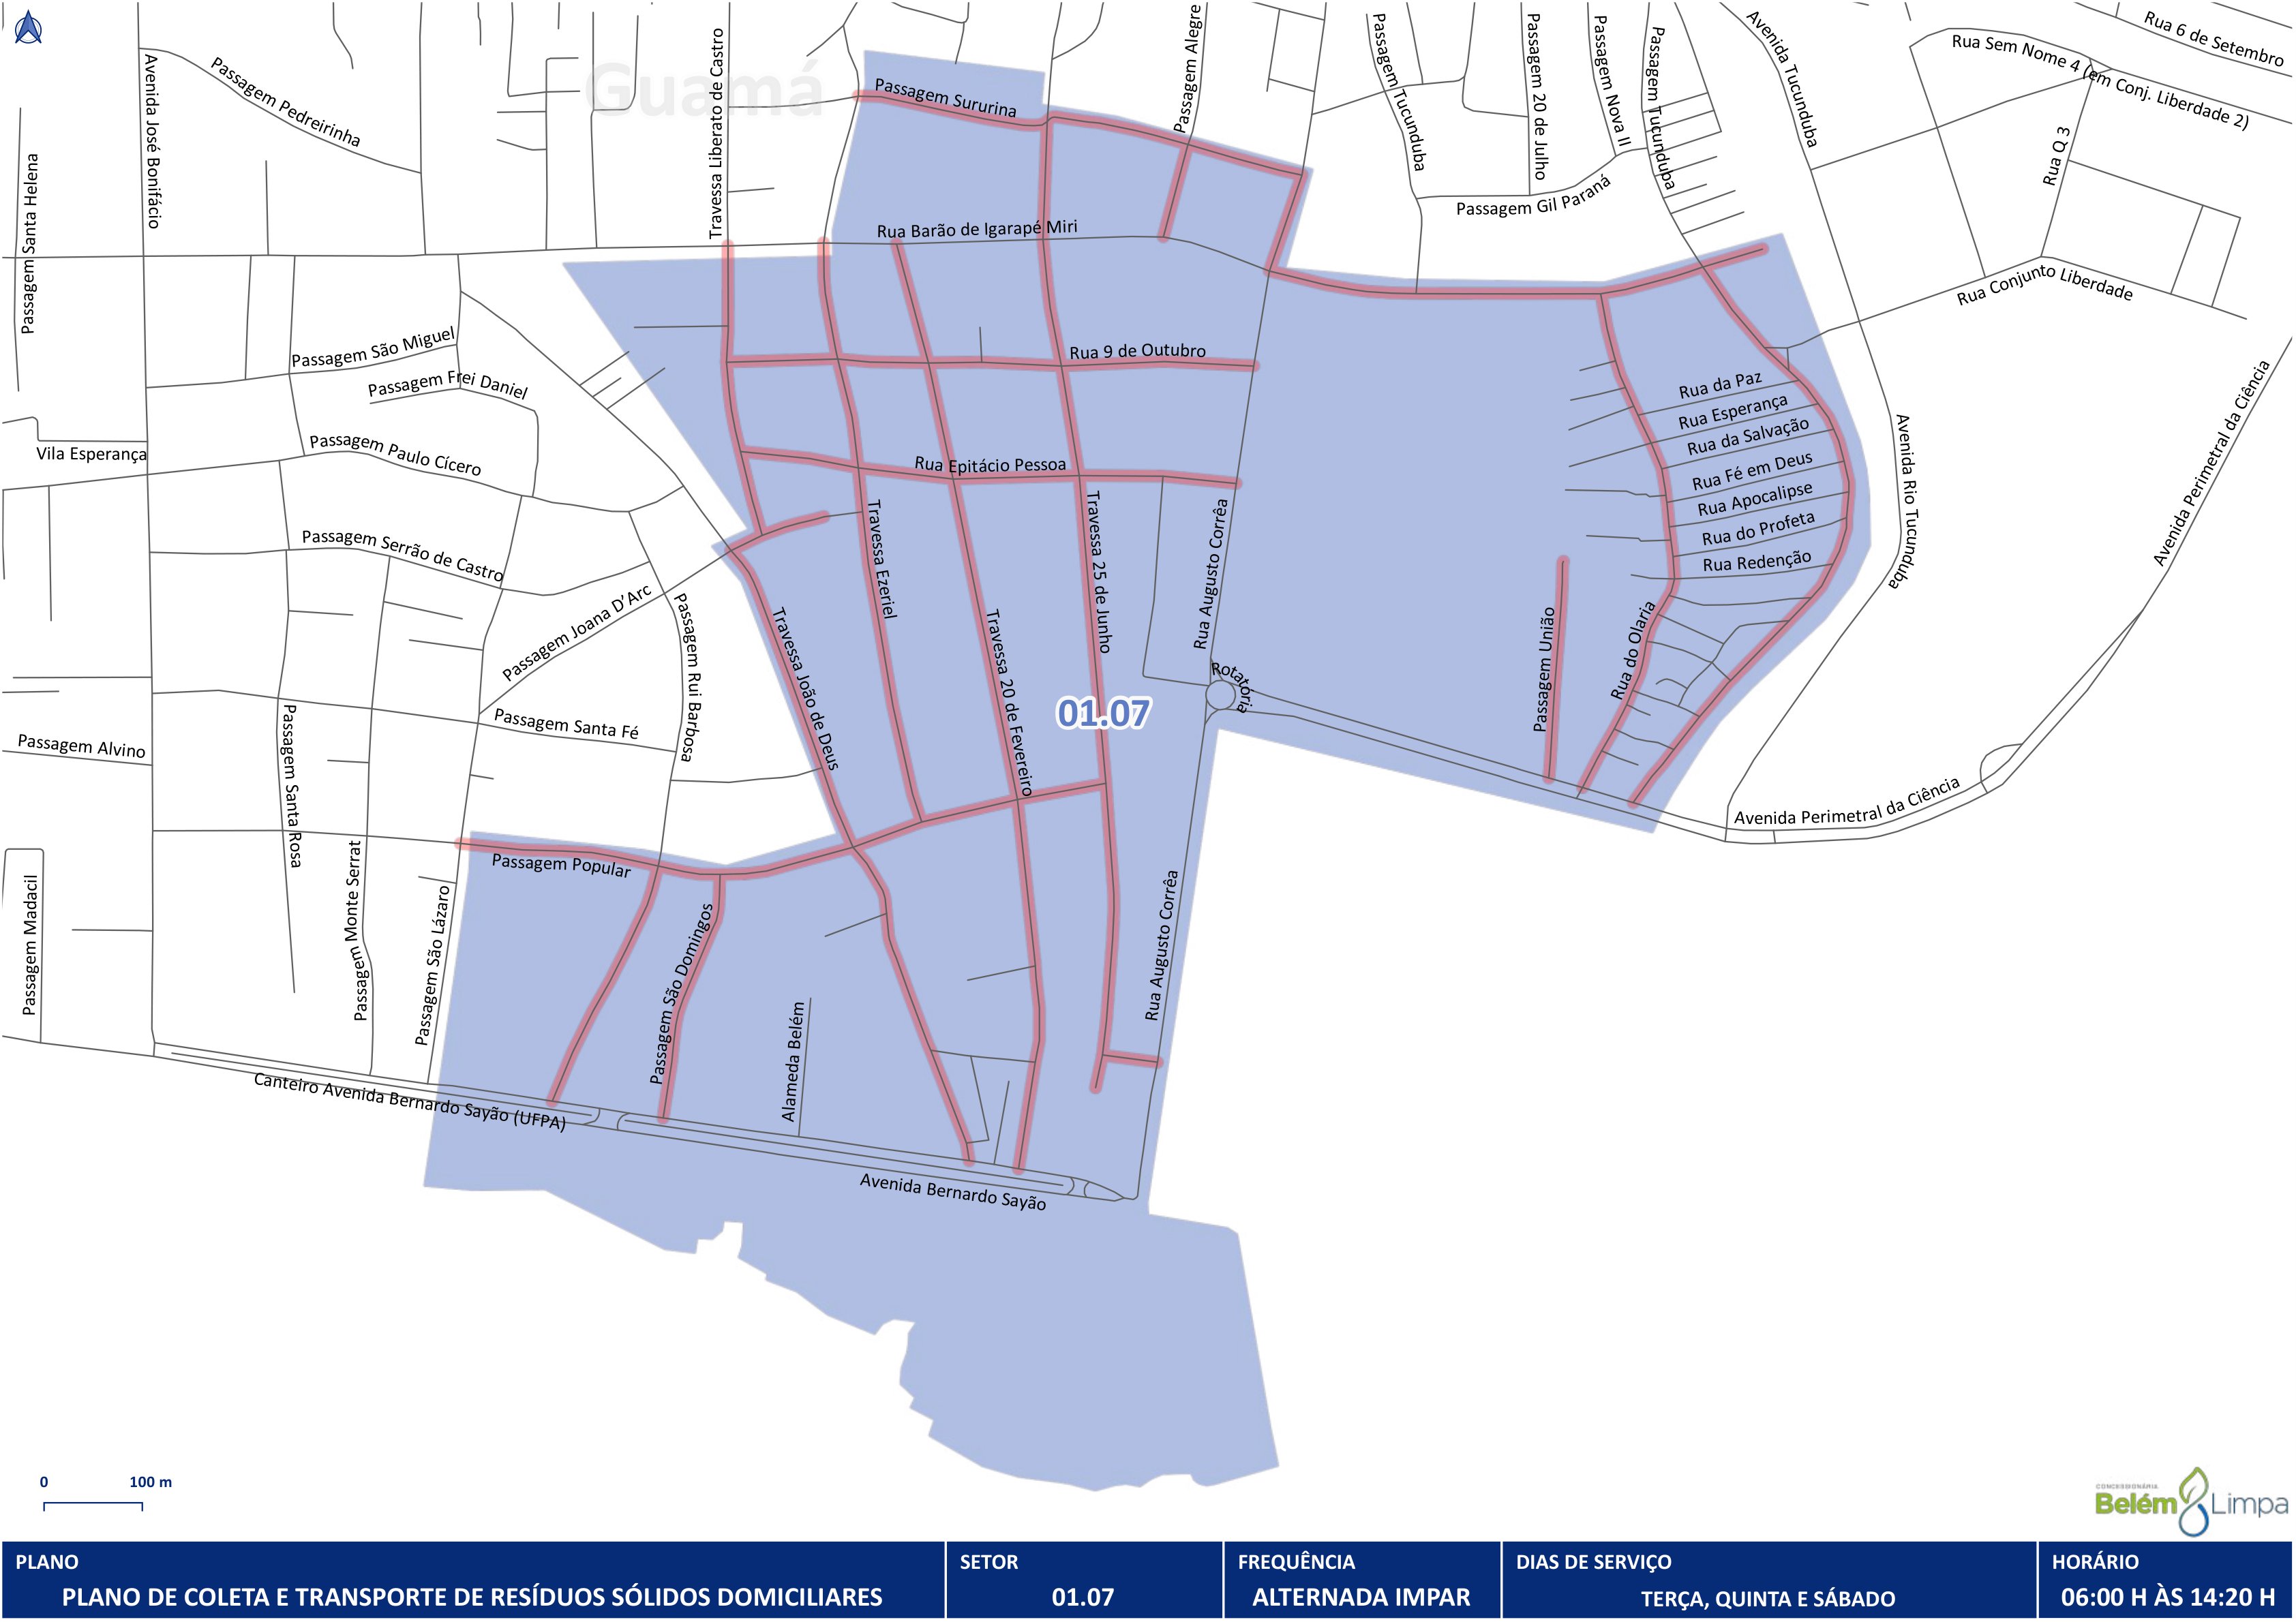 Rua 6 de Setembro
Rua Sem Nome 4 (em Conj. Liberdade 2)
Avenida Tucunduba
Passagem Alegre
Passagem Tucunduba
Passagem 20 de Julho
Passagem Nova II
Passagem Tucunduba
Travessa Liberato de Castro
Avenida José Bonifácio
Passagem Pedreirinha
Guamá
Passagem Sururina
Rua Q 3
Passagem Santa Helena
Passagem Gil Paraná
Rua Barão de Igarapé Miri
Rua Conjunto Liberdade
Passagem São Miguel
Rua 9 de Outubro
Passagem Frei Daniel
Rua da Paz
Rua Esperança
Rua da Salvação
Avenida Perimetral da Ciência
Passagem Paulo Cícero
Vila Esperança
Rua Epitácio Pessoa
Rua Fé em Deus
Rua Apocalipse
Avenida Rio Tucunduba
Rua do Profeta
Rua Redenção
Travessa Ezeriel
Travessa 25 de Junho
Rua Augusto Corrêa
Passagem Serrão de Castro
Passagem Joana D’Arc
Passagem Rui Barbosa
Travessa João de Deus
Travessa 20 de Fevereiro
Rotatória
Passagem União
Rua do Olaria
01.07
Passagem Santa Fé
Passagem Alvino
Passagem Santa Rosa
Avenida Perimetral da Ciência
Passagem Popular
Passagem Madacil
Passagem Monte Serrat
Passagem São Lázaro
Passagem São Domingos
Rua Augusto Corrêa
Alameda Belém
Canteiro Avenida Bernardo Sayão (UFPA)
Avenida Bernardo Sayão
0 100 m
CONCESSIONÁRIA
Belém Limpa
PLANO
PLANO DE COLETA E TRANSPORTE DE RESÍDUOS SÓLIDOS DOMICILIARES
SETOR
01.07
FREQUÊNCIA
ALTERNADA IMPAR
DIAS DE SERVIÇO
TERÇA, QUINTA E SÁBADO
HORÁRIO
06:00 H ÀS 14:20 H